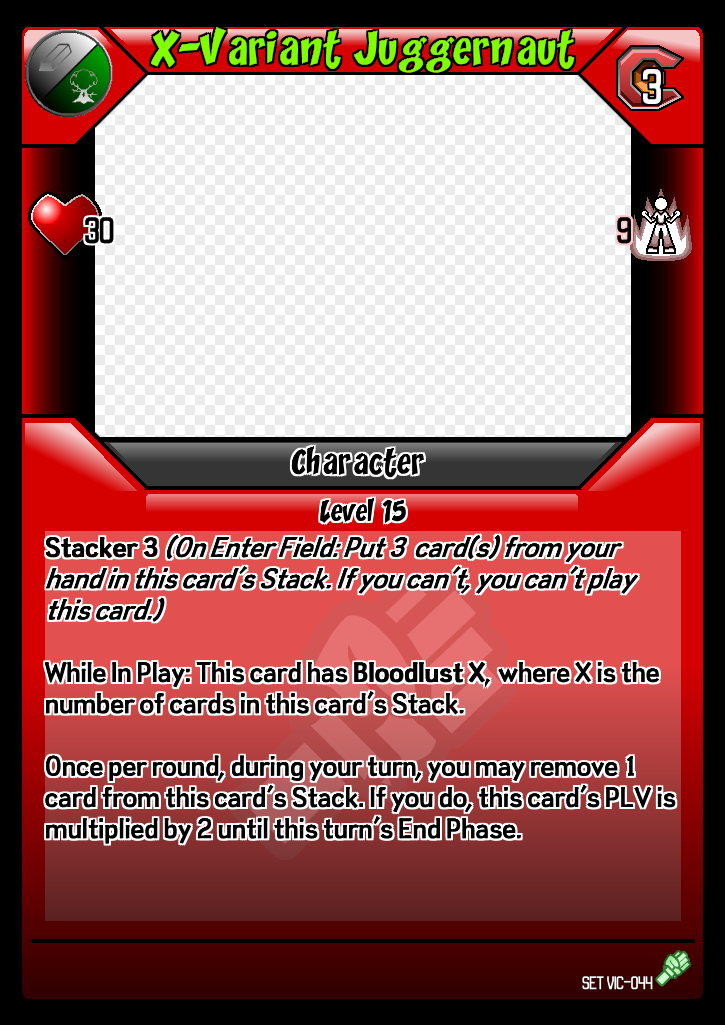 X-Variant Juggernaut
3
30
9
Character
Level 15
Stacker 3 (On Enter Field: Put 3 card(s) from your
hand in this card's Stack. If you can't, you can't play
this card.)
While In Play: This card has Bloodlust X, where X is the
number of cards in this card's Stack.
Once per round, during your turn, you may remove 1
card from this card's Stack. If you do, this card's PLV is
multiplied by 2 until this turn's End Phase.
SET VIC-044